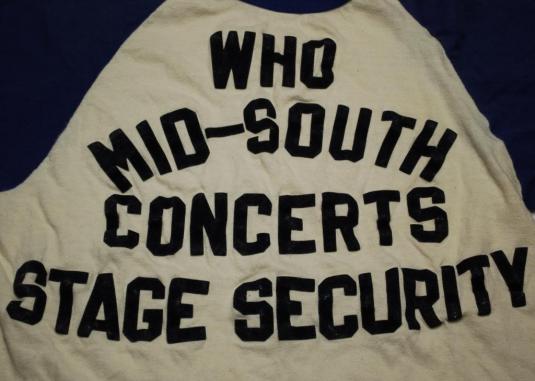 WHO
MID-SOUTH
CONCERTS
STAGE SECURITY